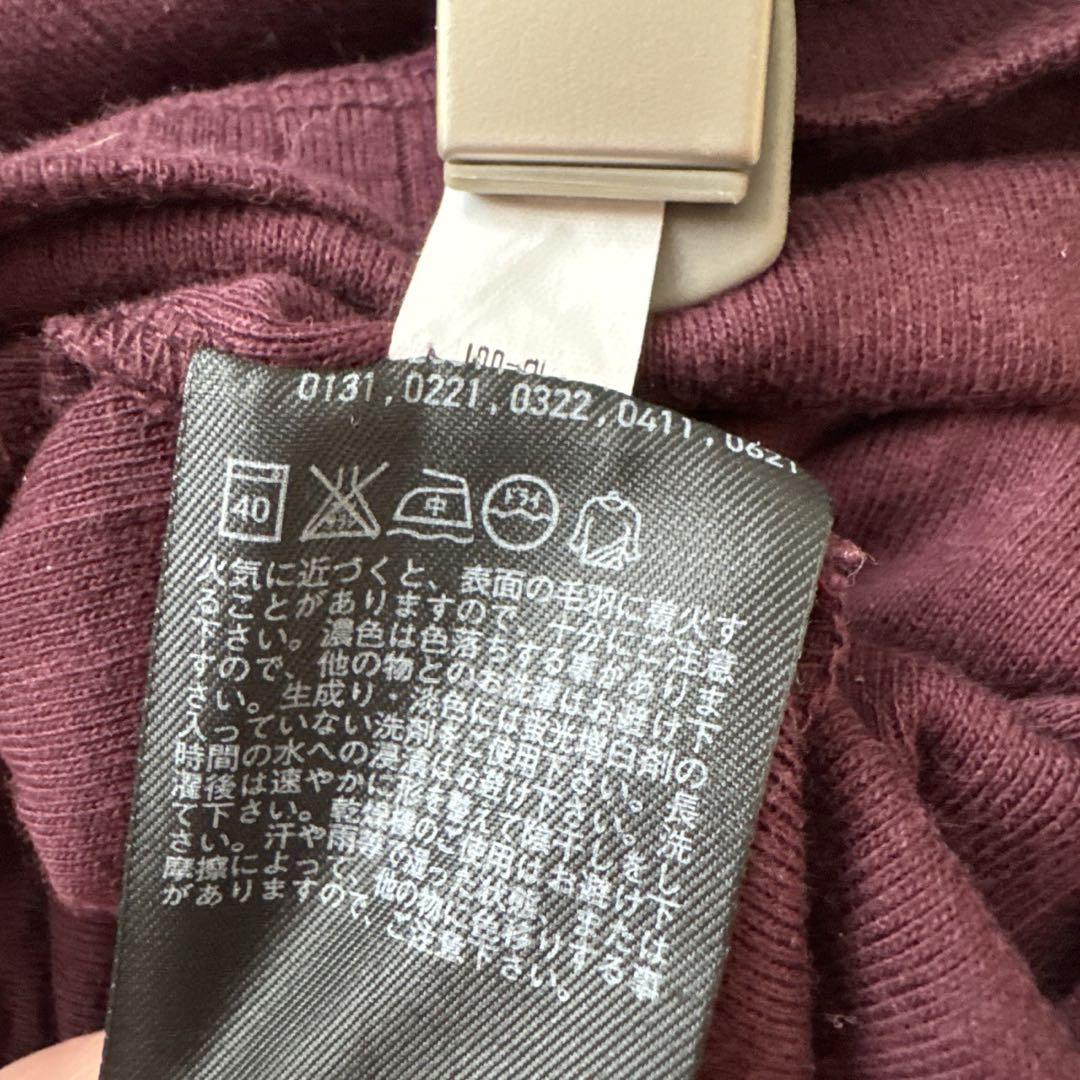 0131,0221,0322,0411,0621
40
中
火気に近づくと、表面の毛羽に着火す
ることがありますので、十分にご注意
下さい。濃色は色落ちする事がありま
すので、他の物とのお洗濯はお避け下
さい。生成り・淡色には蛍光増白剤の
入っていない洗剤をご使用下さい。長
時間の水への浸漬はお避け下さい。洗
濯後は速やかに形を整えて陰干しし
て下さい。乾燥機のご使用はお避け下
さい。汗や雨等で湿った状態、又は
摩擦によって、他の物に色移りする
がありますので、ご注意下さい。